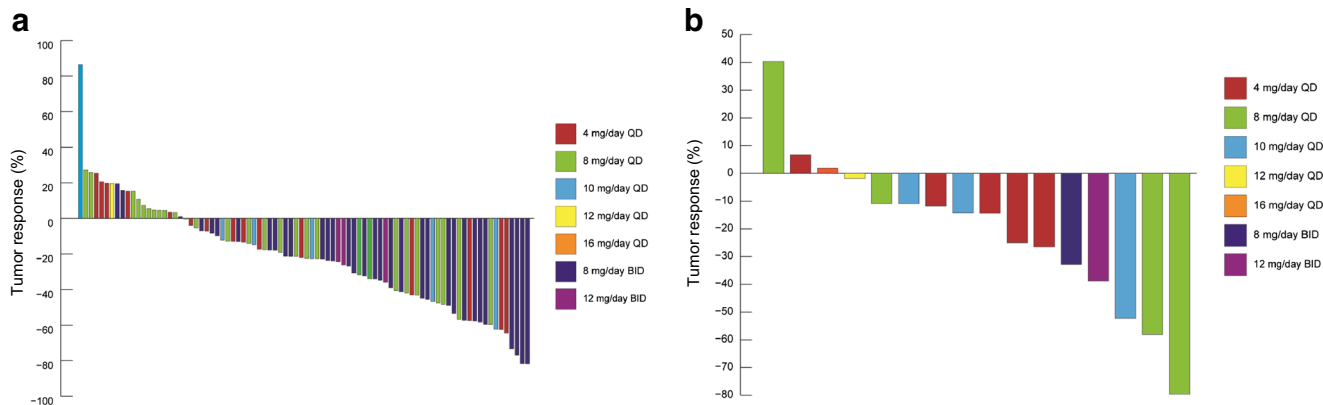 a
100
80
60
40
20
0
−20
−40
−60
−80
−100
Tumor response (%)
4 mg/day QD
8 mg/day QD
10 mg/day QD
12 mg/day QD
16 mg/day QD
8 mg/day BID
12 mg/day BID
b
50
40
30
20
10
0
−10
−20
−30
−40
−50
−60
−70
−80
Tumor response (%)
4 mg/day QD
8 mg/day QD
10 mg/day QD
12 mg/day QD
16 mg/day QD
8 mg/day BID
12 mg/day BID